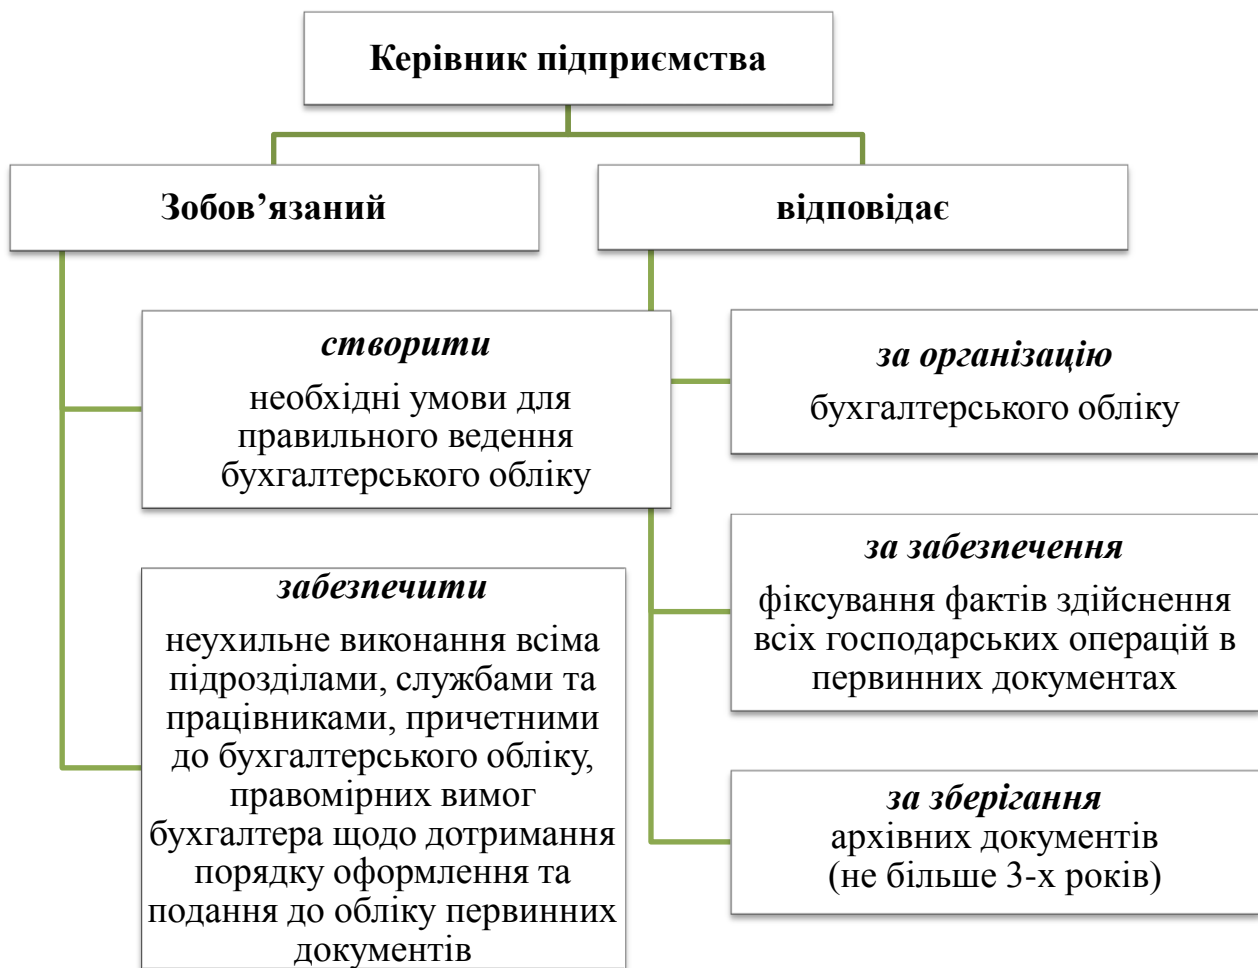 Керівник підприємства
Зобов’язаний
створити
необхідні умови для
правильного ведення
бухгалтерського обліку
забезпечити
неухильне виконання всіма
підрозділами, службами та
працівниками, причетними
до бухгалтерського обліку,
правомірних вимог
бухгалтера щодо дотримання
порядку оформлення та
подання до обліку первинних
документів
відповідає
за організацію
бухгалтерського обліку
за забезпечення
фіксування фактів здійснення
всіх господарських операцій в
первинних документах
за зберігання
архівних документів
(не більше 3-х років)